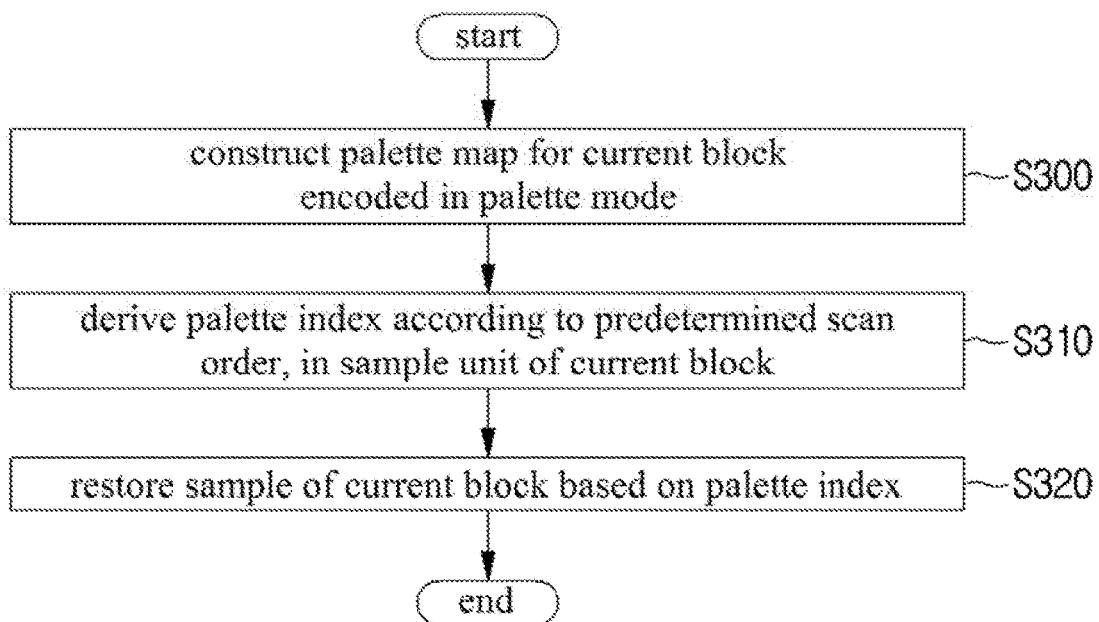 start
construct palette map for current block
encoded in palette mode
S300
derive palette index according to predetermined scan
order, in sample unit of current block
S310
restore sample of current block based on palette index
S320
end